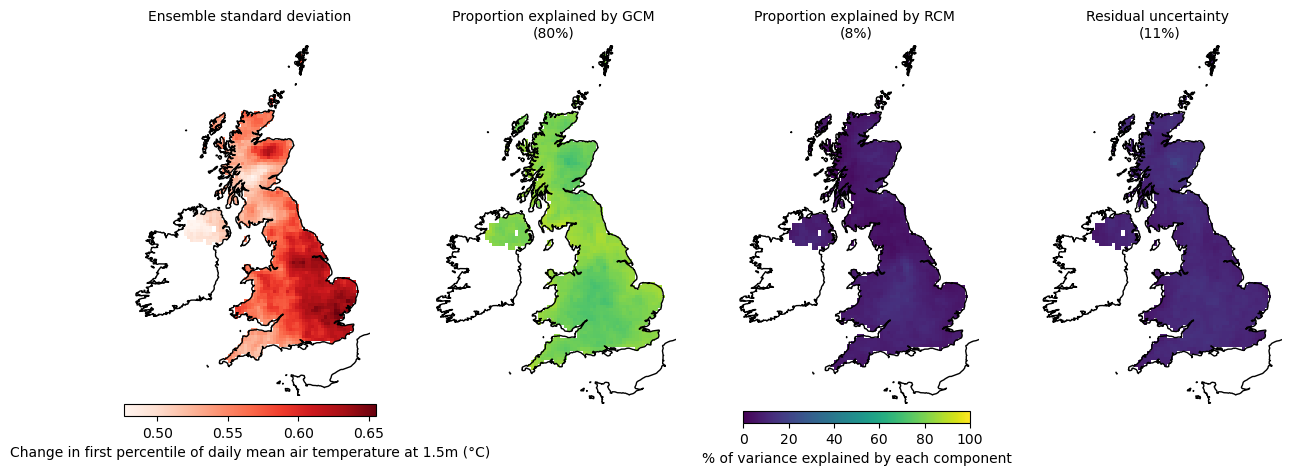 Ensemble standard deviation
Proportion explained by GCM
(80%)
Proportion explained by RCM
(8%)
Residual uncertainty
(11%)
0.50 0.55 0.60 0.65
Change in first percentile of daily mean air temperature at 1.5m (°C)
0 20 40 60 80 100
% of variance explained by each component